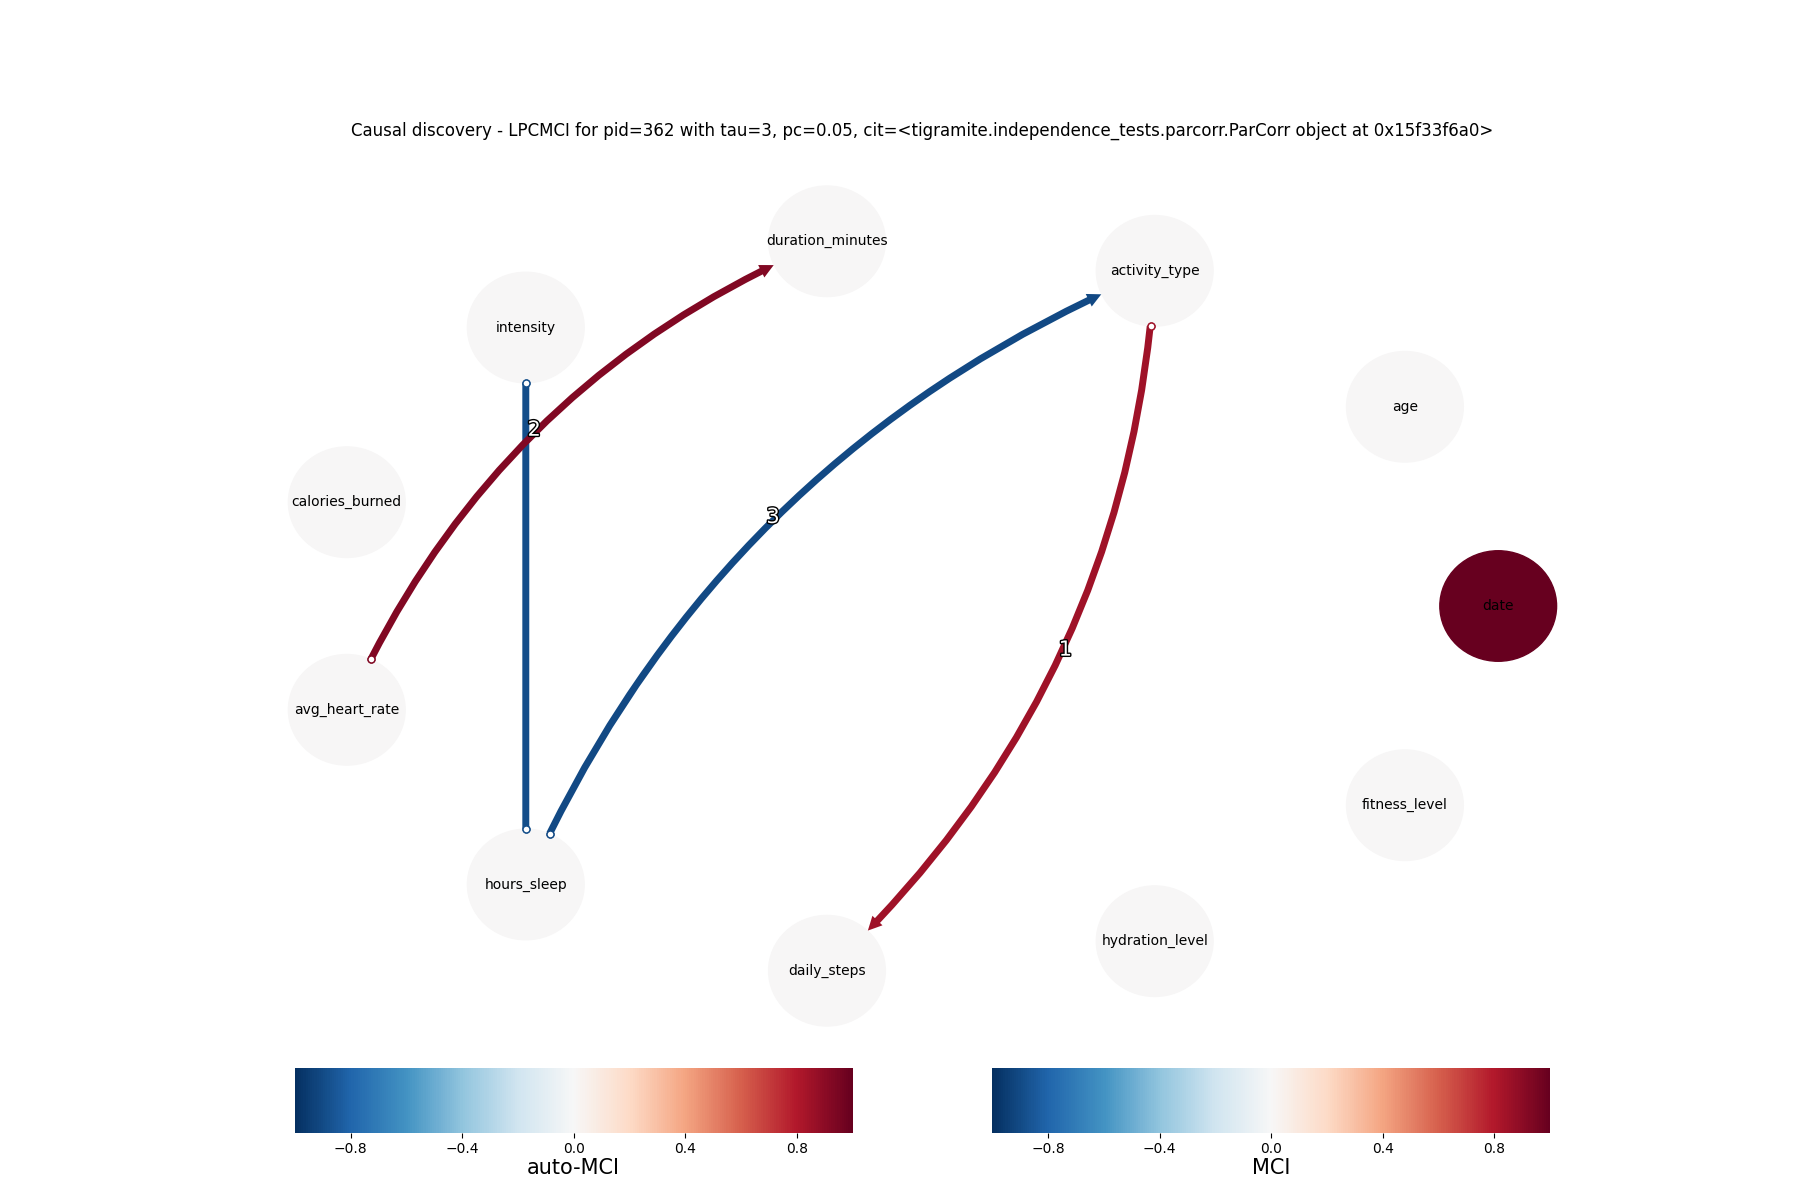 Causal discovery - LPCMCI for pid=362 with tau=3, pc=0.05, cit=<tigramite.independence_tests.parcorr.ParCorr object at 0x15f33f6a0>
duration_minutes
activity_type
intensity
age
2
calories_burned
3
date
1
avg_heart_rate
fitness_level
hours_sleep
hydration_level
daily_steps
−0.8 −0.4 0.0 0.4 0.8
auto-MCI
−0.8 −0.4 0.0 0.4 0.8
MCI